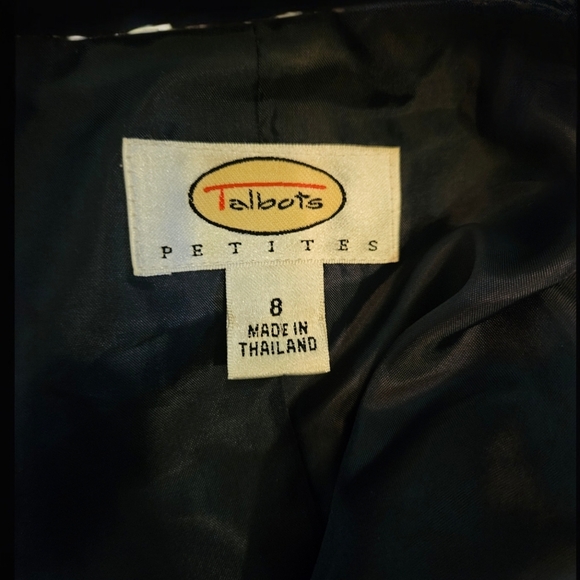 Talbots
PETITES
8
MADE IN
THAILAND